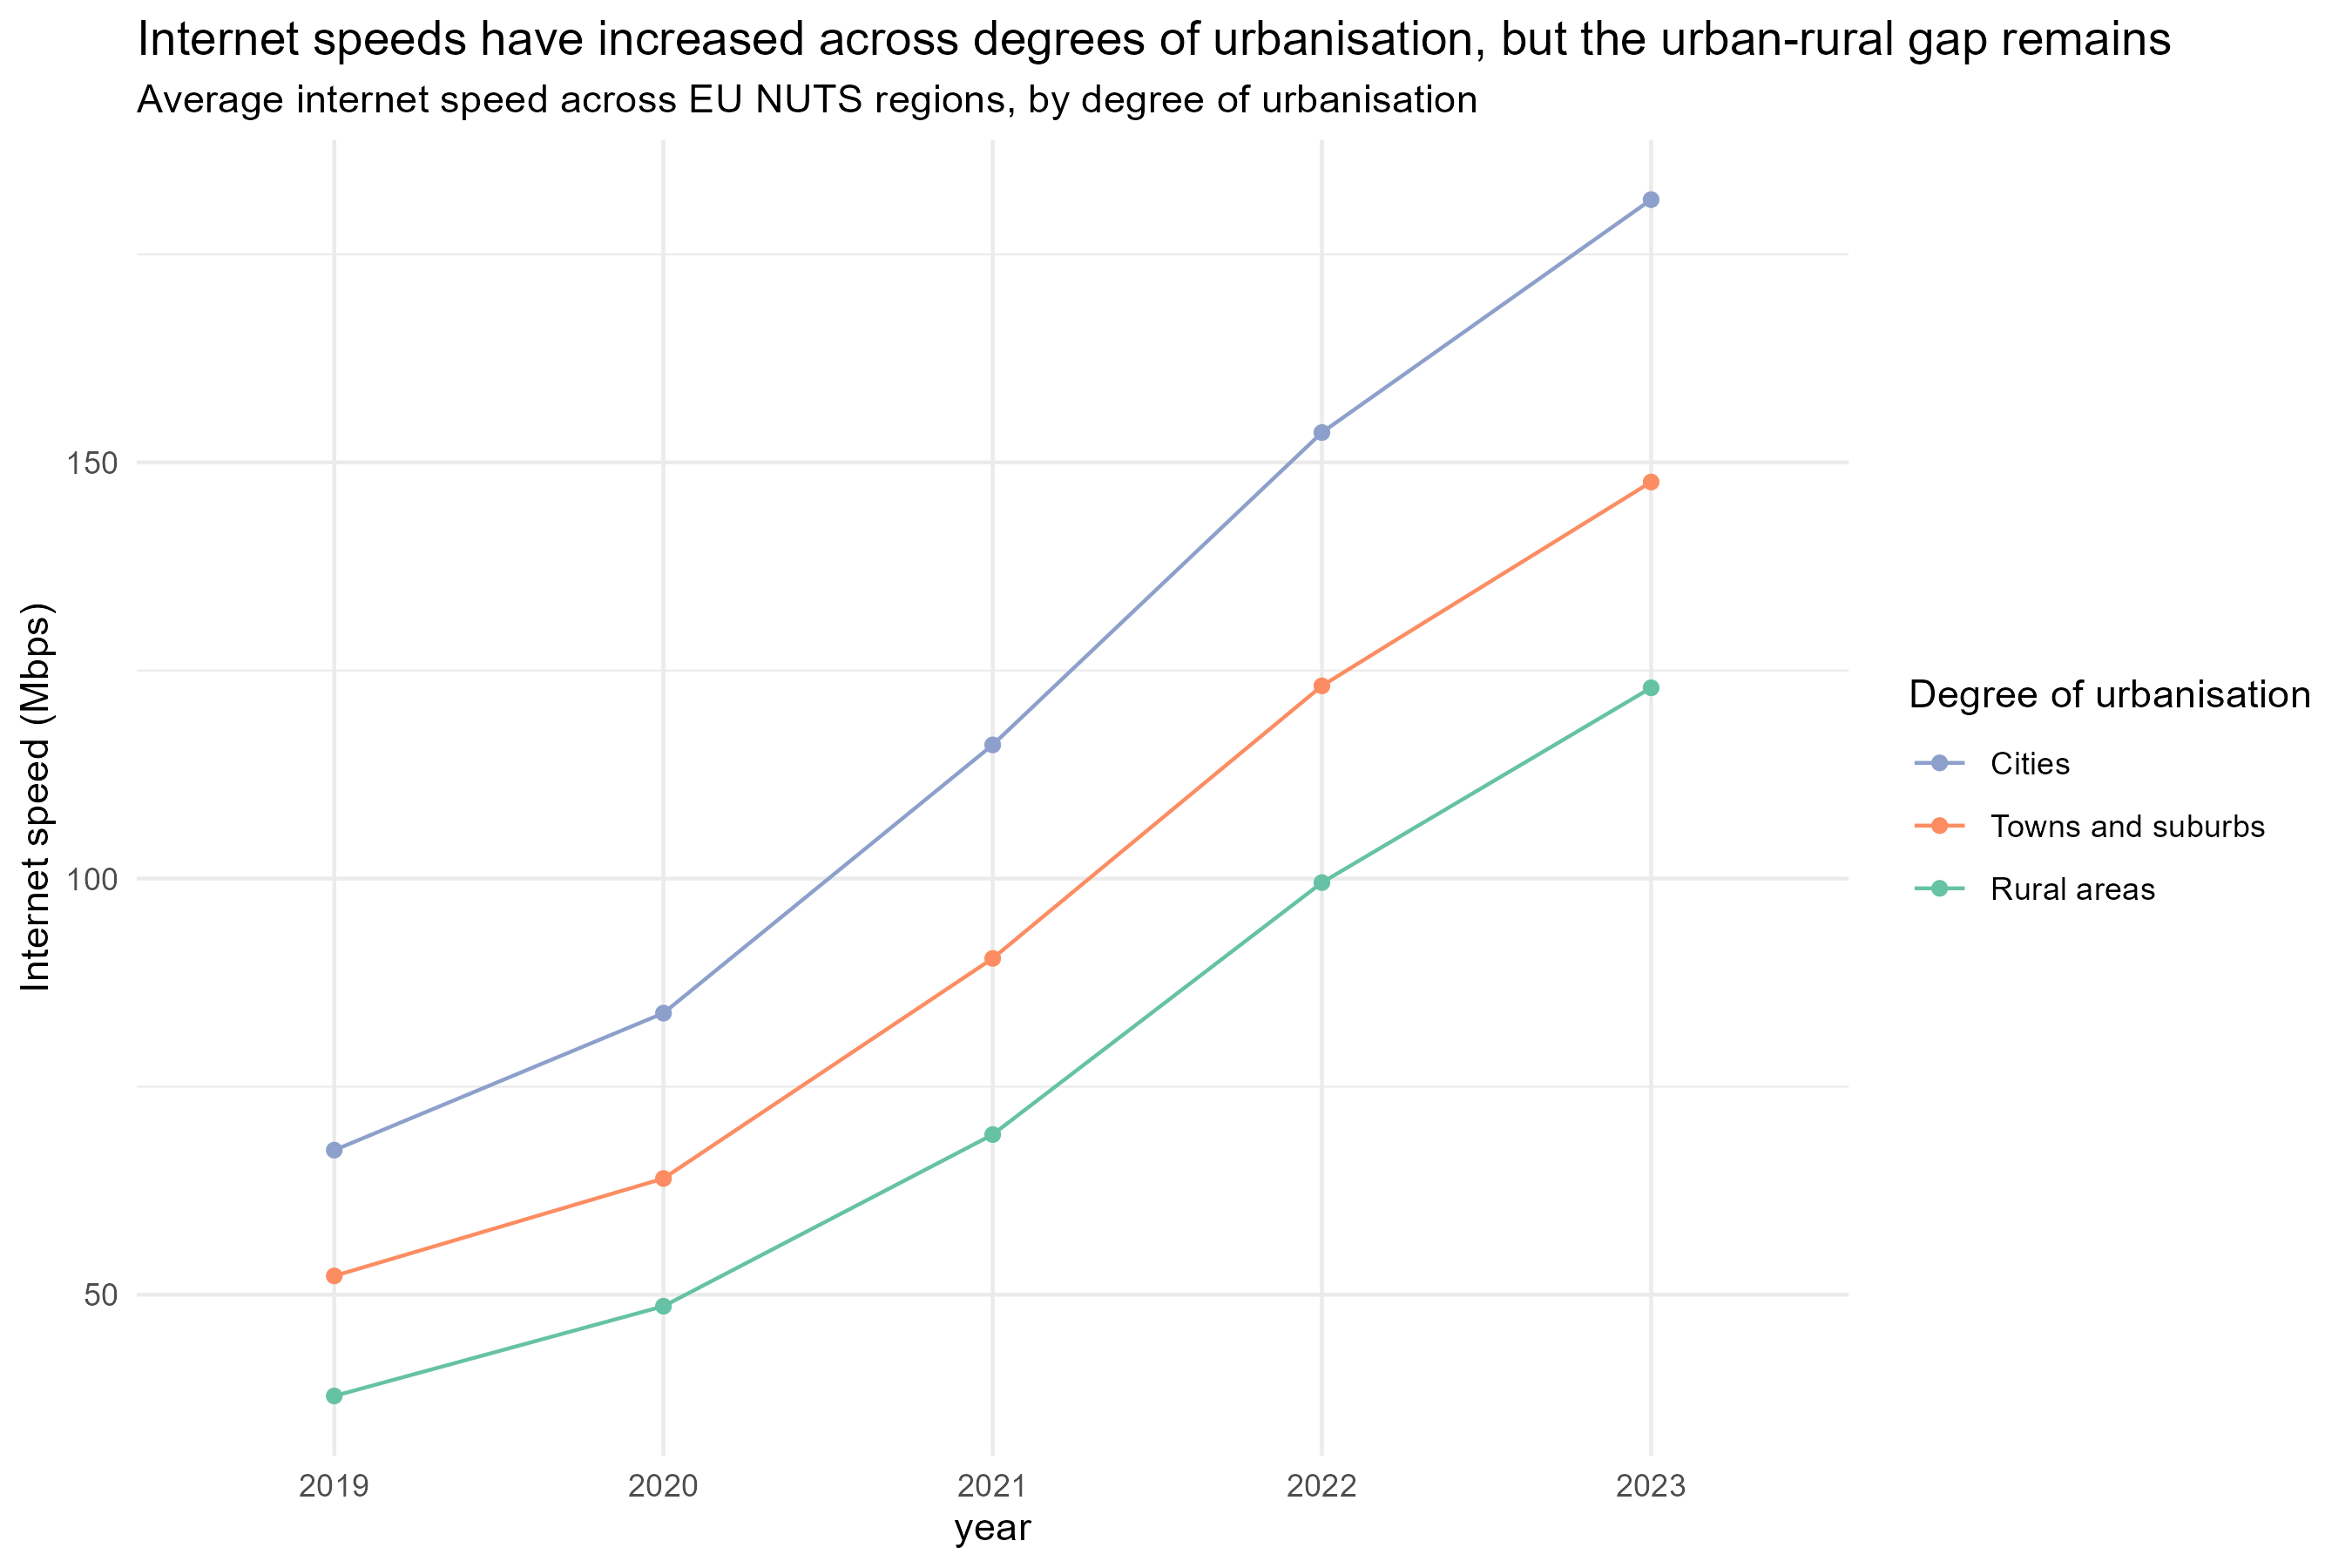 Internet speeds have increased across degrees of urbanisation, but the urban-rural gap remains
Average internet speed across EU NUTS regions, by degree of urbanisation
Internet speed (Mbps)
150
100
50
2019 2020 2021 2022 2023
year
Degree of urbanisation
Cities
Towns and suburbs
Rural areas